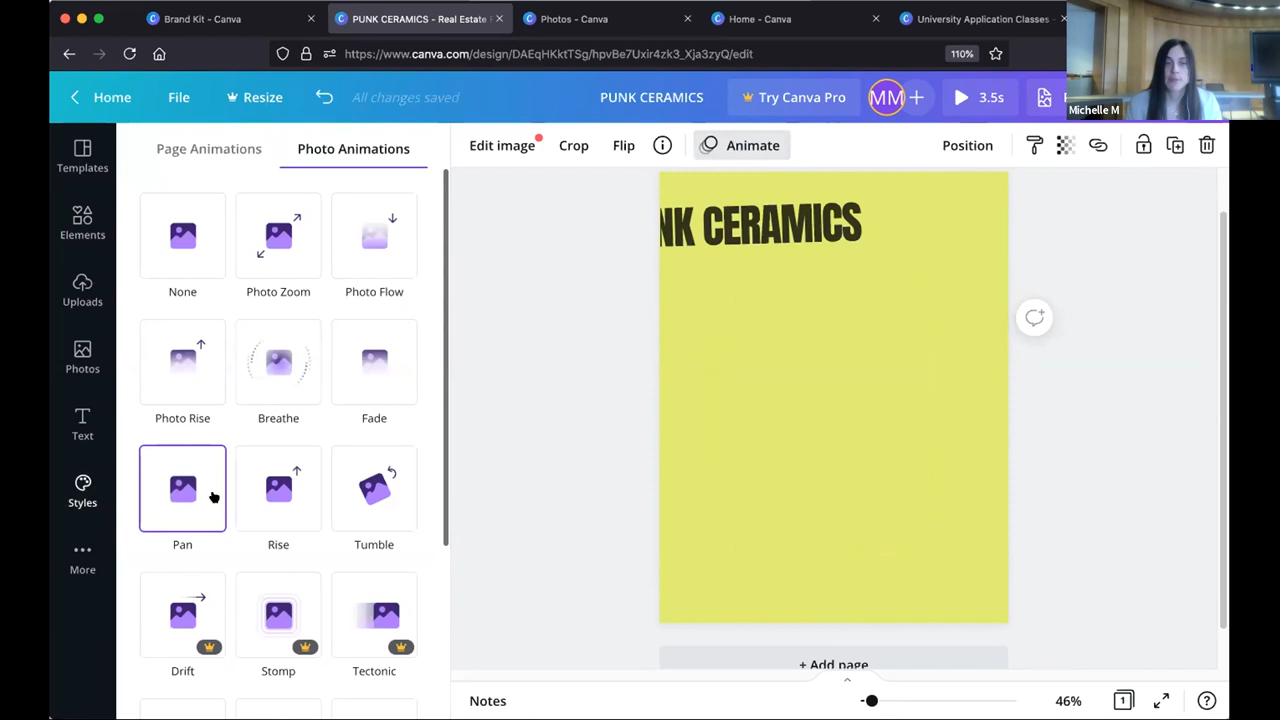 Brand Kit - Canva
PUNK CERAMICS - Real Estate
Photos - Canva
Home - Canva
University Application Classes -
https://www.canva.com/design/DAEqHKktTSg/hpvBe7Uxir4zk3_Xja3zyQ/edit
110%
Michelle M
Home
File
Resize
All changes saved
PUNK CERAMICS
Try Canva Pro
MM
3.5s
Templates
Elements
Uploads
Photos
Text
Styles
More
Page Animations
Photo Animations
None
Photo Zoom
Photo Flow
Photo Rise
Breathe
Fade
Pan
Rise
Tumble
Drift
Stomp
Tectonic
Edit image
Crop
Flip
Animate
Position
NK CERAMICS
+ Add page
Notes
46%
1